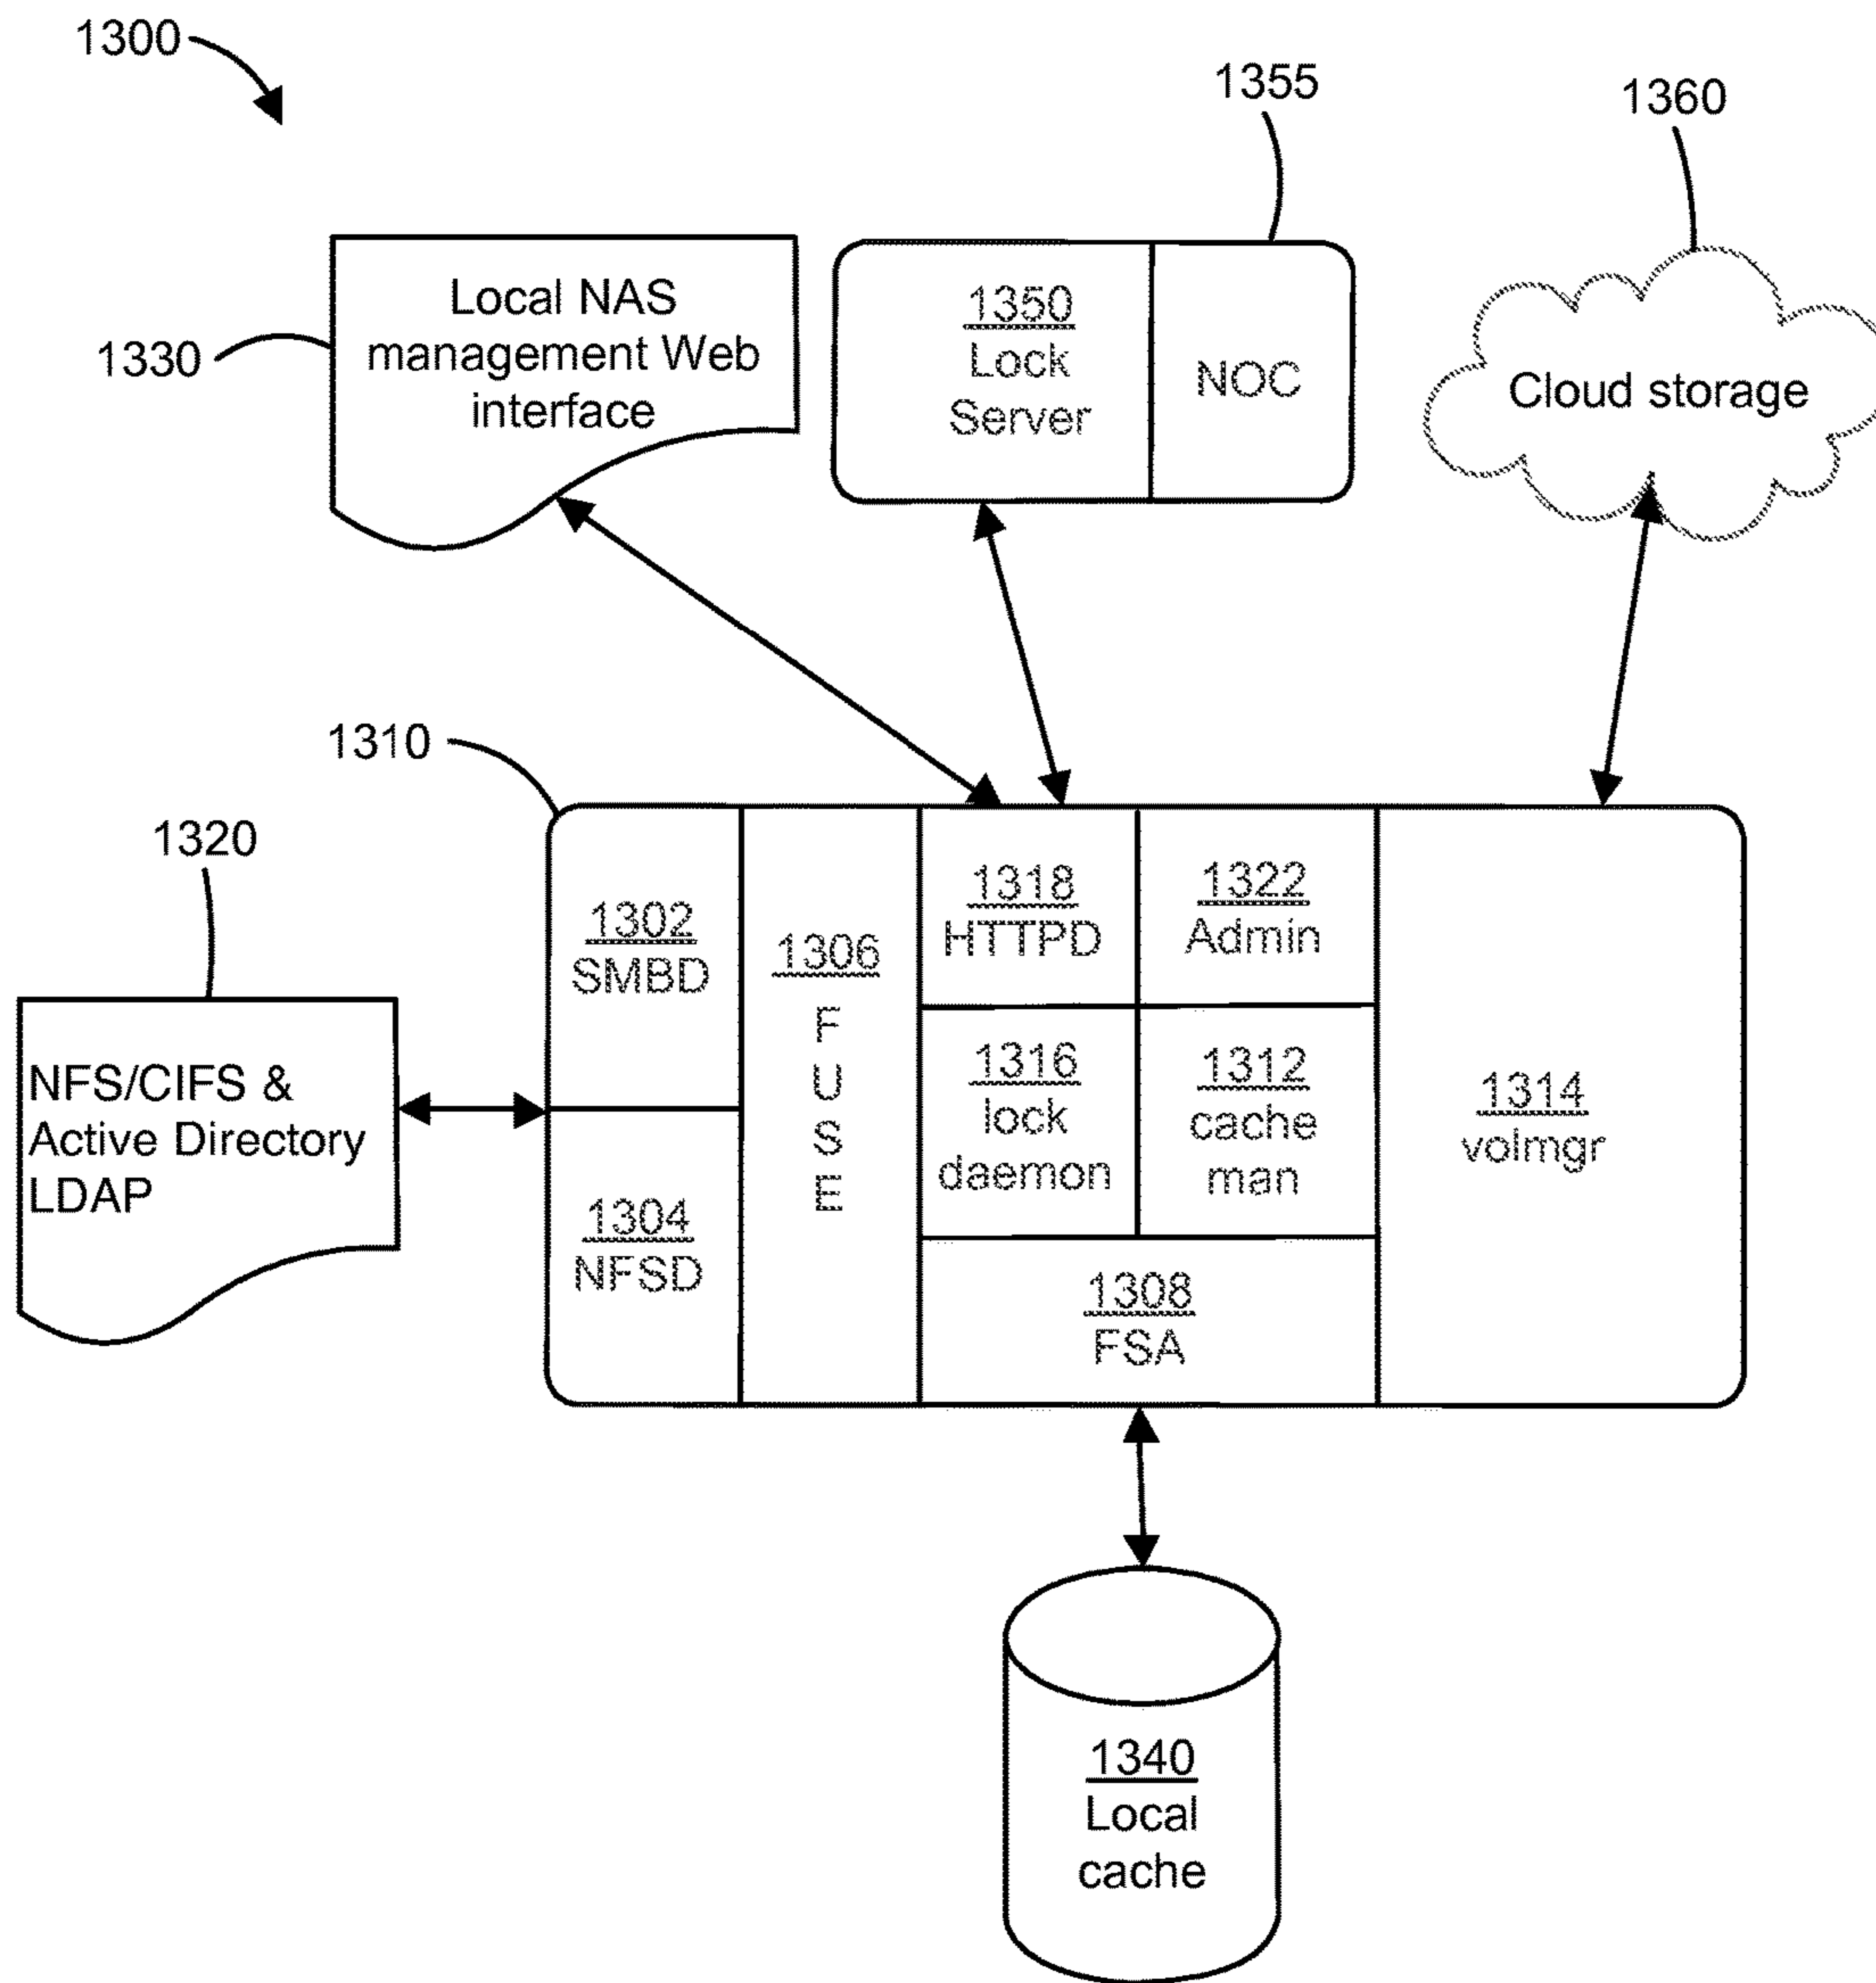 1300
1355
1360
1330
Local NAS
management Web
interface
1350
Lock
Server
NOC
Cloud storage
1310
1320
NFS/CIFS &
Active Directory
LDAP
1302
SMBD
1304
NFSD
1306
F
U
S
E
1318
HTTPD
1322
Admin
1316
lock
daemon
1312
cache
man
1308
FSA
1314
volmgr
1340
Local
cache